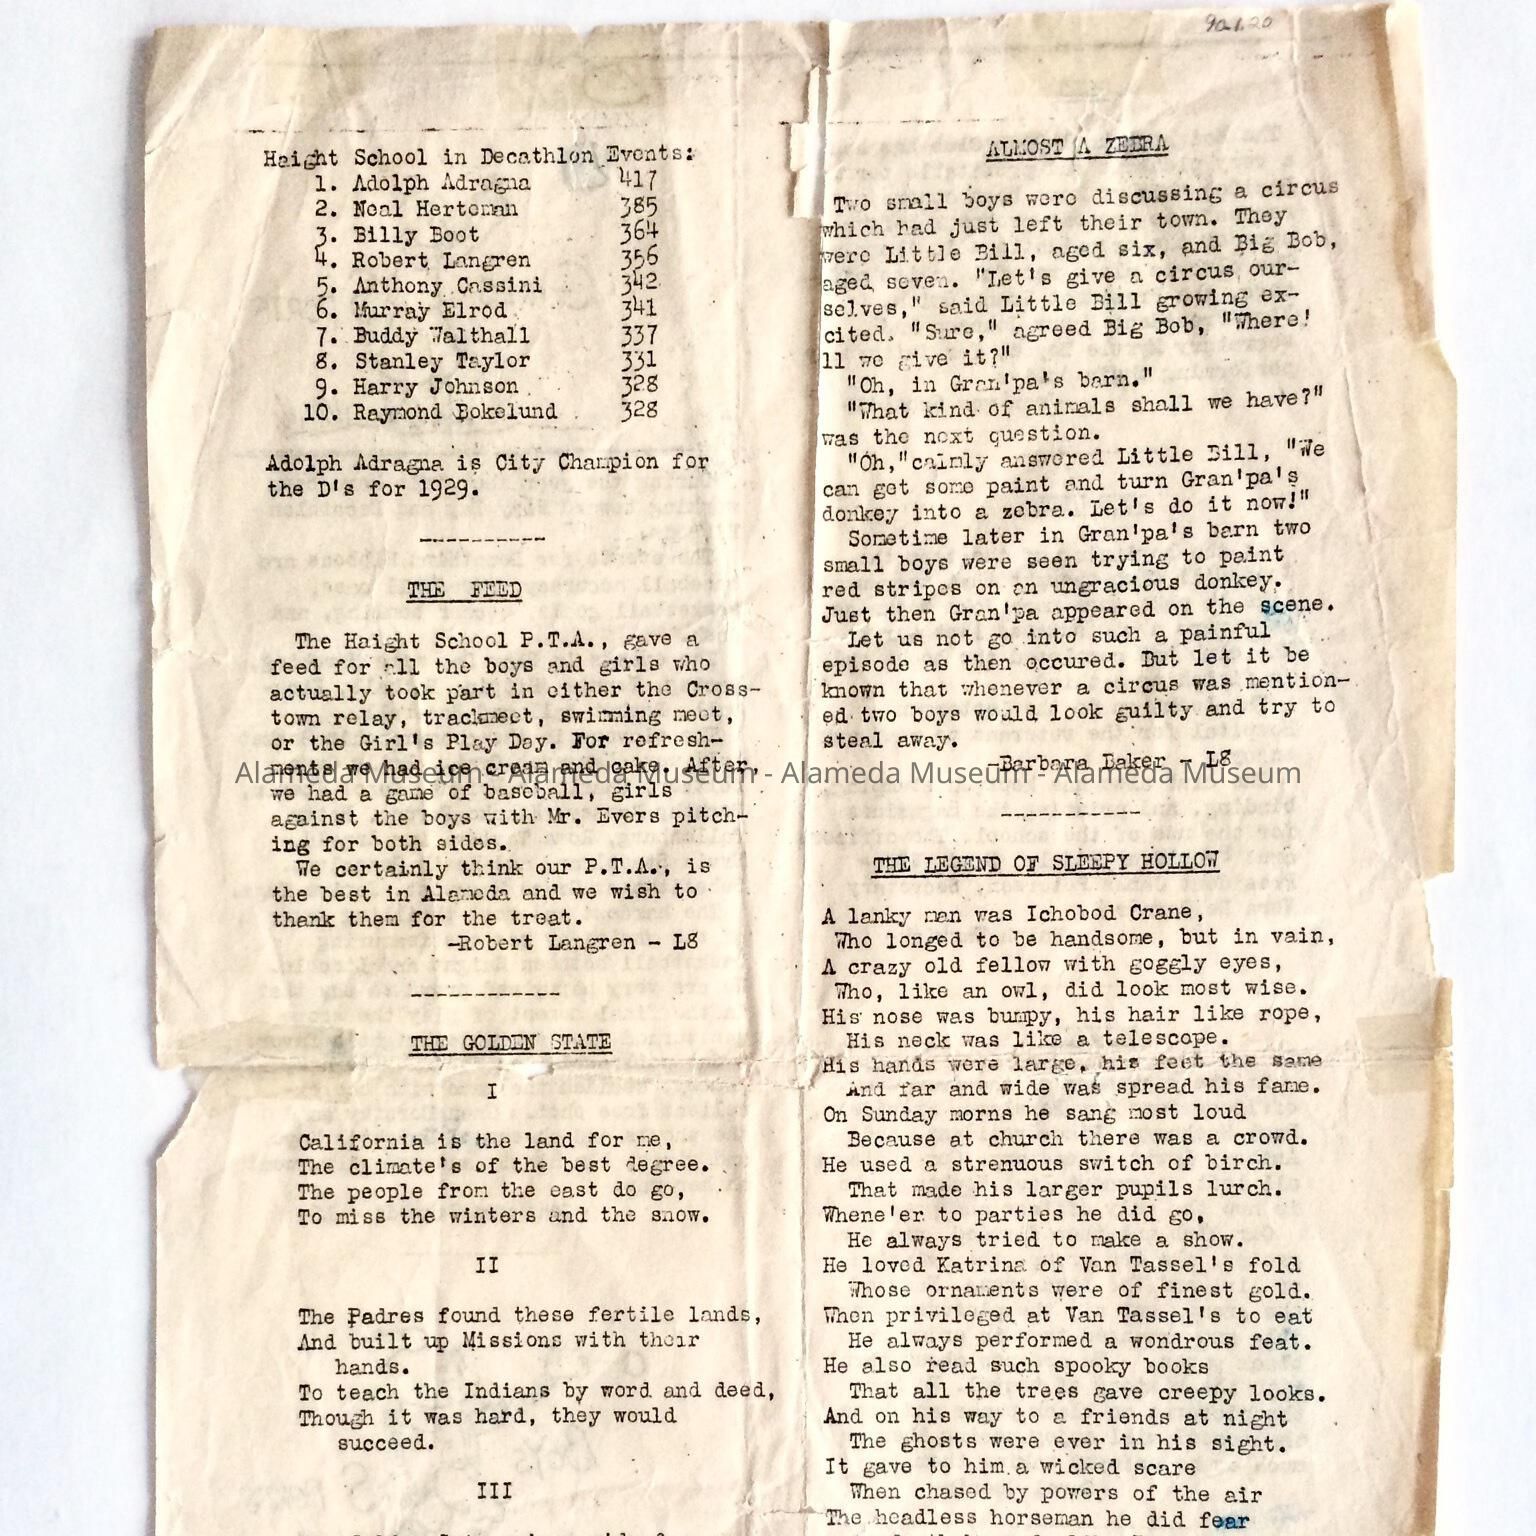 90.1.20
Haight School in Decathlon Events:
1. Adolph Adragna 417
2. Neal Herteman 385
3. Billy Boot 364
4. Robert Langren 356
5. Anthony Cassini 342
6. Murray Elrod 341
7. Buddy Walthall 337
8. Stanley Taylor 331
9. Harry Johnson 328
10. Raymond Bokelund 328
Adolph Adragna is City Champion for
the D's for 1929.
-----------
THE FEED
The Haight School P.T.A., gave a
feed for all the boys and girls who
actually took part in either the Cross-
town relay, trackmeet, swimming meet,
or the Girl's Play Day. For refresh-
ments we had ice cream and cake. After,
we had a game of baseball, girls
against the boys with Mr. Evers pitch-
ing for both sides.
We certainly think our P.T.A., is
the best in Alameda and we wish to
thank them for the treat.
-Robert Langren - L8
------------
THE GOLDEN STATE
I
California is the land for me,
The climate's of the best degree.
The people from the east do go,
To miss the winters and the snow.
II
The Padres found these fertile lands,
And built up Missions with their
hands.
To teach the Indians by word and deed,
Though it was hard, they would
succeed.
III
ALMOST A ZEBRA
Two small boys were discussing a circus
which had just left their town. They
were Little Bill, aged six, and Big Bob,
aged seven. "Let's give a circus our-
selves," said Little Bill growing ex-
cited. "Sure," agreed Big Bob, "Where'
ll we give it?"
"Oh, in Gran'pa's barn."
"What kind of animals shall we have?"
was the next question.
"Oh,"calmly answered Little Bill, "We
can get some paint and turn Gran'pa's
donkey into a zebra. Let's do it now!"
Sometime later in Gran'pa's barn two
small boys were seen trying to paint
red stripes on an ungracious donkey.
Just then Gran'pa appeared on the scene.
Let us not go into such a painful
episode as then occured. But let it be
known that whenever a circus was mention-
ed two boys would look guilty and try to
steal away.
-Barbara Baker - L8
-----------
THE LEGEND OF SLEEPY HOLLOW
A lanky man was Ichobod Crane,
Who longed to be handsome, but in vain,
A crazy old fellow with goggly eyes,
Who, like an owl, did look most wise.
His nose was bumpy, his hair like rope,
His neck was like a telescope.
His hands were large, his feet the same
And far and wide was spread his fame.
On Sunday morns he sang most loud
Because at church there was a crowd.
He used a strenuous switch of birch.
That made his larger pupils lurch.
Whene'er to parties he did go,
He always tried to make a show.
He loved Katrina of Van Tassel's fold
Whose ornaments were of finest gold.
When privileged at Van Tassel's to eat
He always performed a wondrous feat.
He also read such spooky books
That all the trees gave creepy looks.
And on his way to a friends at night
The ghosts were ever in his sight.
It gave to him a wicked scare
When chased by powers of the air
The headless horseman he did fear
Alameda Museum - Alameda Museum - Alameda Museum - Alameda Museum